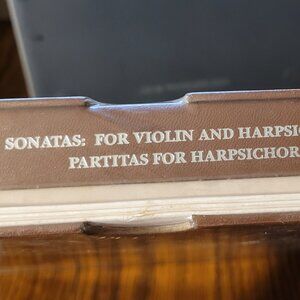 SONATAS: FOR VIOLIN AND HARPSI
PARTITAS FOR HARPSICHOR